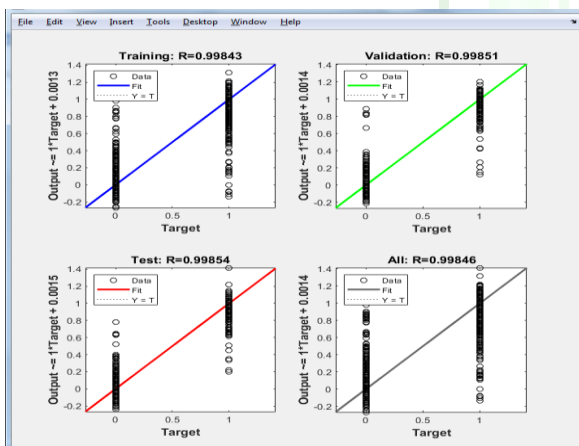 File Edit View Insert Tools Desktop Window Help
Training: R=0.99843
Output ~= 1*Target + 0.0013
1.4
1.2
1
0.8
0.6
0.4
0.2
0
-0.2
Data
Fit
Y = T
0 0.5 1
Target
Validation: R=0.99851
Output ~= 1*Target + 0.0014
1.4
1.2
1
0.8
0.6
0.4
0.2
0
-0.2
Data
Fit
Y = T
0 0.5 1
Target
Test: R=0.99854
Output ~= 1*Target + 0.0015
1.4
1.2
1
0.8
0.6
0.4
0.2
0
-0.2
Data
Fit
Y = T
0 0.5 1
Target
All: R=0.99846
Output ~= 1*Target + 0.0014
1.4
1.2
1
0.8
0.6
0.4
0.2
0
-0.2
Data
Fit
Y = T
0 0.5 1
Target